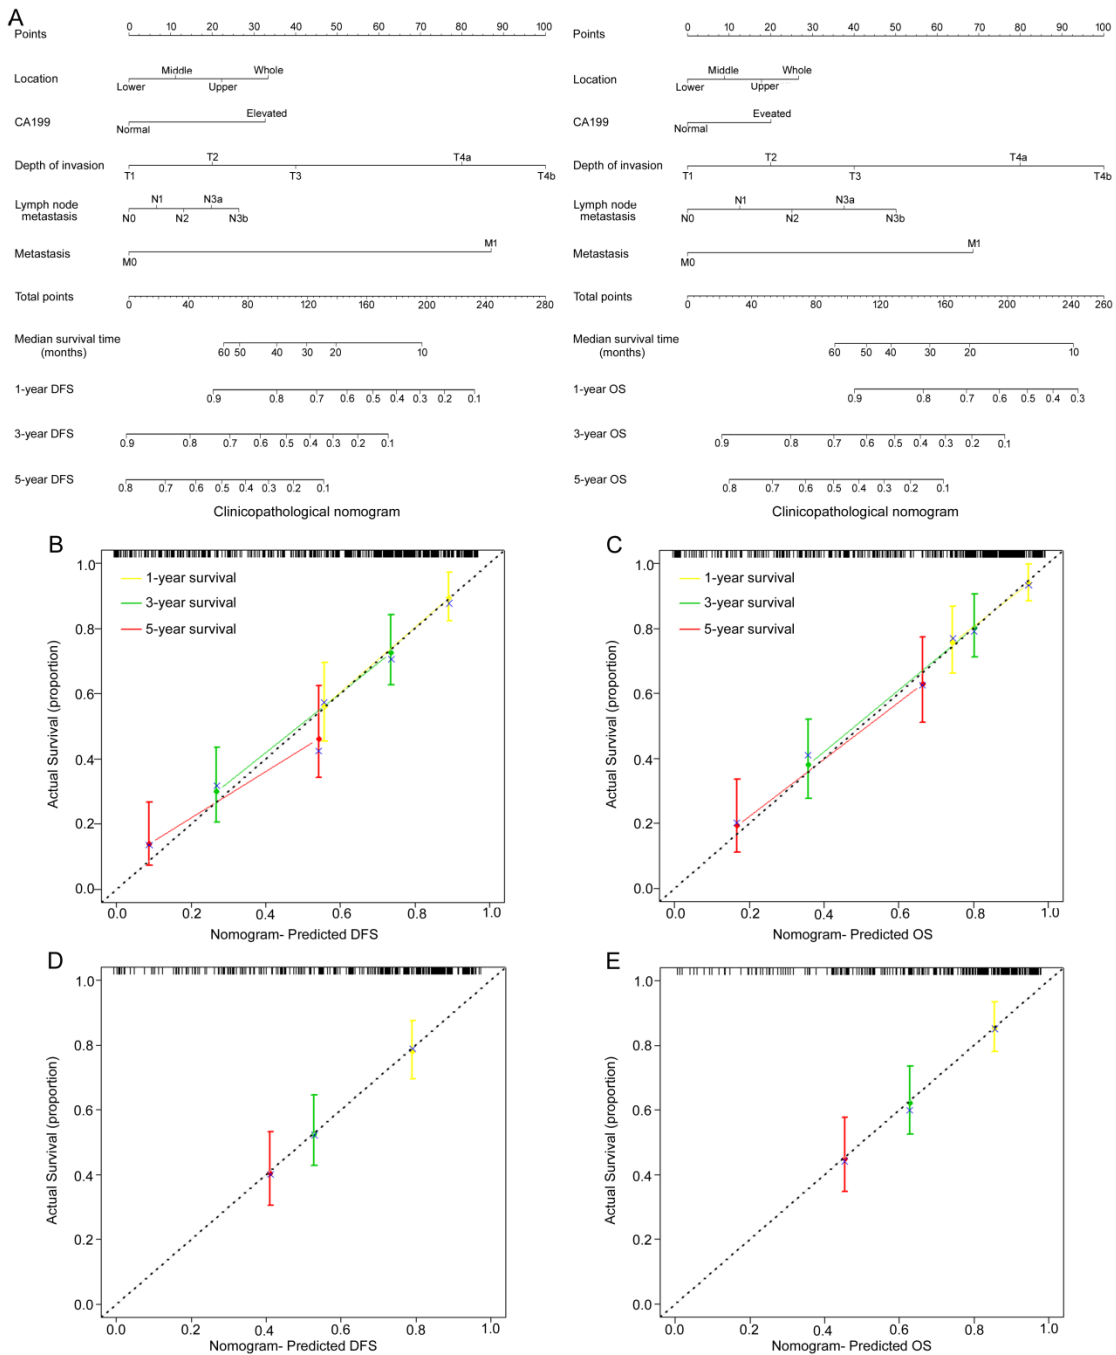 A
Points 0 10 20 30 40 50 60 70 80 90 100
Location Lower Middle Upper Whole
CA199 Normal Elevated
Depth of invasion T1 T2 T3 T4a T4b
Lymph node metastasis N0 N1 N2 N3a N3b
Metastasis M0 M1
Total points 0 40 80 120 160 200 240 280
Median survival time (months) 60 50 40 30 20 10
1-year DFS 0.9 0.8 0.7 0.6 0.5 0.4 0.3 0.2 0.1
3-year DFS 0.9 0.8 0.7 0.6 0.5 0.4 0.3 0.2 0.1
5-year DFS 0.8 0.7 0.6 0.5 0.4 0.3 0.2 0.1
Clinicopathological nomogram
Points 0 10 20 30 40 50 60 70 80 90 100
Location Lower Middle Upper Whole
CA199 Normal Eveated
Depth of invasion T1 T2 T3 T4a T4b
Lymph node metastasis N0 N1 N2 N3a N3b
Metastasis M0 M1
Total points 0 40 80 120 160 200 240 260
Median survival time (months) 60 50 40 30 20 10
1-year OS 0.9 0.8 0.7 0.6 0.5 0.4 0.3
3-year OS 0.9 0.8 0.7 0.6 0.5 0.4 0.3 0.2 0.1
5-year OS 0.8 0.7 0.6 0.5 0.4 0.3 0.2 0.1
Clinicopathological nomogram
B
1-year survival
3-year survival
5-year survival
Actual Survival (proportion)
1.0
0.8
0.6
0.4
0.2
0.0
0.0 0.2 0.4 0.6 0.8 1.0
Nomogram- Predicted DFS
C
1-year survival
3-year survival
5-year survival
Actual Survival (proportion)
1.0
0.8
0.6
0.4
0.2
0.0
0.0 0.2 0.4 0.6 0.8 1.0
Nomogram- Predicted OS
D
Actual Survival (proportion)
1.0
0.8
0.6
0.4
0.2
0.0
0.0 0.2 0.4 0.6 0.8 1.0
Nomogram- Predicted DFS
E
Actual Survival (proportion)
1.0
0.8
0.6
0.4
0.2
0.0
0.0 0.2 0.4 0.6 0.8 1.0
Nomogram- Predicted OS